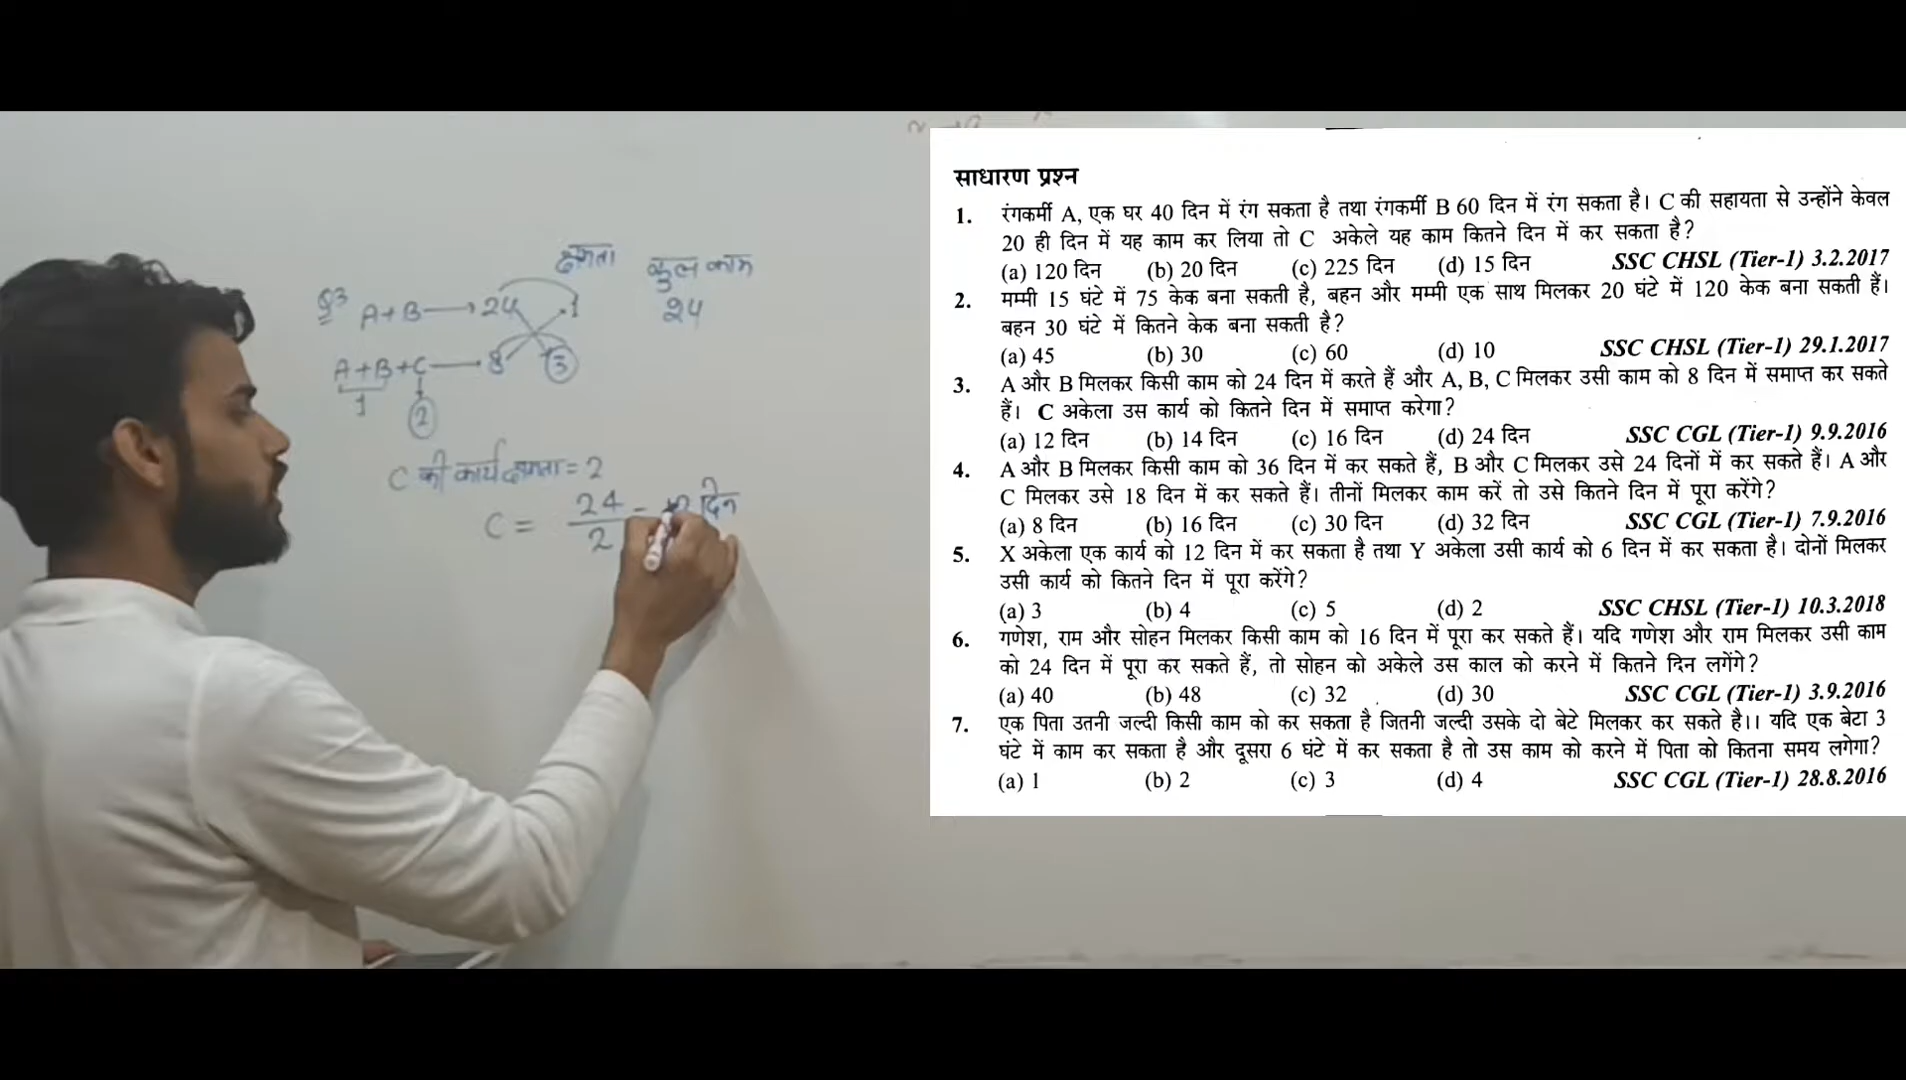 Q3 A+B → 24 1
क्षमता कुल काम
24
A+B+C → 8 3
1 2
C की कार्यक्षमता = 2
C = 24/2 = दिन
साधारण प्रश्न
1. रंगकर्मी A, एक घर 40 दिन में रंग सकता है तथा रंगकर्मी B 60 दिन में रंग सकता है। C की सहायता से उन्होंने केवल
20 ही दिन में यह काम कर लिया तो C अकेले यह काम कितने दिन में कर सकता है?
(a) 120 दिन (b) 20 दिन (c) 225 दिन (d) 15 दिन SSC CHSL (Tier-1) 3.2.2017
2. मम्मी 15 घंटे में 75 केक बना सकती है, बहन और मम्मी एक साथ मिलकर 20 घंटे में 120 केक बना सकती हैं।
बहन 30 घंटे में कितने केक बना सकती है?
(a) 45 (b) 30 (c) 60 (d) 10 SSC CHSL (Tier-1) 29.1.2017
3. A और B मिलकर किसी काम को 24 दिन में करते हैं और A, B, C मिलकर उसी काम को 8 दिन में समाप्त कर सकते
हैं। C अकेला उस कार्य को कितने दिन में समाप्त करेगा?
(a) 12 दिन (b) 14 दिन (c) 16 दिन (d) 24 दिन SSC CGL (Tier-1) 9.9.2016
4. A और B मिलकर किसी काम को 36 दिन में कर सकते हैं, B और C मिलकर उसे 24 दिनों में कर सकते हैं। A और
C मिलकर उसे 18 दिन में कर सकते हैं। तीनों मिलकर काम करें तो उसे कितने दिन में पूरा करेंगे?
(a) 8 दिन (b) 16 दिन (c) 30 दिन (d) 32 दिन SSC CGL (Tier-1) 7.9.2016
5. X अकेला एक कार्य को 12 दिन में कर सकता है तथा Y अकेला उसी कार्य को 6 दिन में कर सकता है। दोनों मिलकर
उसी कार्य को कितने दिन में पूरा करेंगे?
(a) 3 (b) 4 (c) 5 (d) 2 SSC CHSL (Tier-1) 10.3.2018
6. गणेश, राम और सोहन मिलकर किसी काम को 16 दिन में पूरा कर सकते हैं। यदि गणेश और राम मिलकर उसी काम
को 24 दिन में पूरा कर सकते हैं, तो सोहन को अकेले उस काल को करने में कितने दिन लगेंगे?
(a) 40 (b) 48 (c) 32 (d) 30 SSC CGL (Tier-1) 3.9.2016
7. एक पिता उतनी जल्दी किसी काम को कर सकता है जितनी जल्दी उसके दो बेटे मिलकर कर सकते है।। यदि एक बेटा 3
घंटे में काम कर सकता है और दूसरा 6 घंटे में कर सकता है तो उस काम को करने में पिता को कितना समय लगेगा?
(a) 1 (b) 2 (c) 3 (d) 4 SSC CGL (Tier-1) 28.8.2016